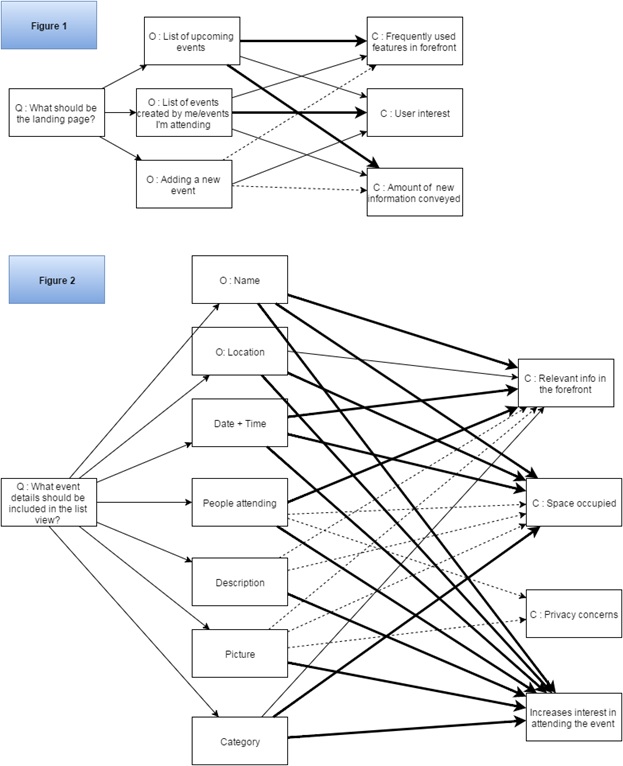 Figure 1
O : List of upcoming
events
C : Frequently used
features in forefront
Q : What should be
the landing page?
O : List of events
created by me/events
I'm attending
C : User interest
O : Adding a new
event
C : Amount of new
information conveyed
Figure 2
O : Name
O: Location
C : Relevant info in
the forefront
Date + Time
Q : What event
details should be
included in the list
view?
People attending
C : Space occupied
Description
C : Privacy concerns
Picture
Increases interest in
attending the event
Category